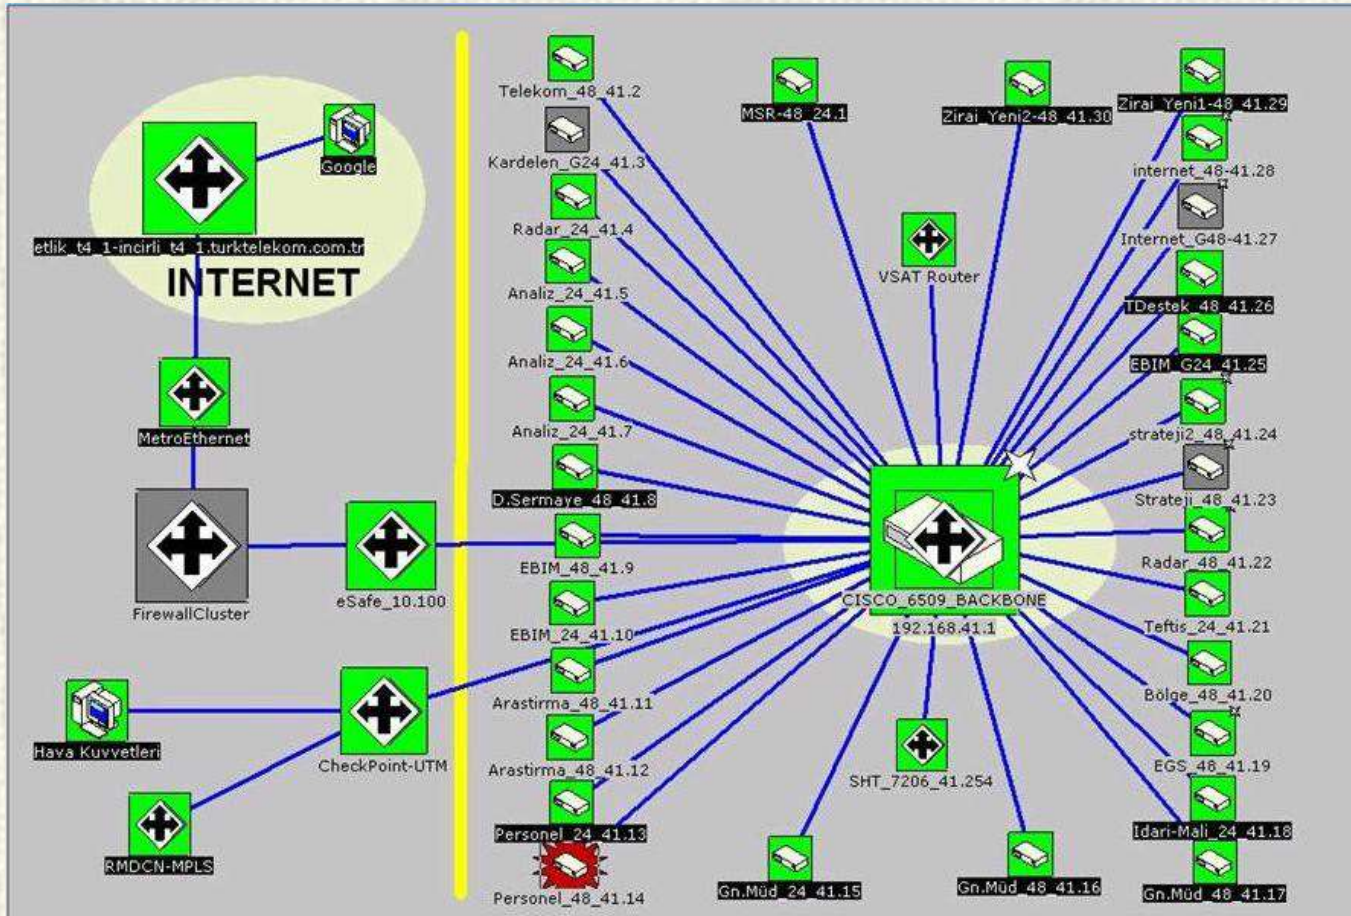 Google
etlik_t4_1-incirli_t4_1.turktelekom.com.tr
INTERNET
MetroEthernet
FirewallCluster
eSafe_10.100
Hava Kuvvetleri
CheckPoint-UTM
RMDCN-MPLS
Telekom_48_41.2
Kardelen_G24_41.3
Radar_24_41.4
Analiz_24_41.5
Analiz_24_41.6
Analiz_24_41.7
D.Sermaye_48_41.8
EBIM_48_41.9
EBIM_24_41.10
Arastirma_48_41.11
Arastirma_48_41.12
Personel_24_41.13
Personel_48_41.14
MSR-48_24.1
VSAT Router
Zirai_Yeni2-48_41.30
CISCO_6509_BACKBONE
192.168.41.1
SHT_7206_41.254
Gn.Müd_24_41.15
Gn.Müd_48_41.16
Zirai_Yeni1-48_41.29
internet_48-41.28
Internet_G48-41.27
TDestek_48_41.26
EBIM_G24_41.25
strateji2_48_41.24
Strateji_48_41.23
Radar_48_41.22
Teftis_24_41.21
Bölge_48_41.20
EGS_48_41.19
Idari-Mali_24_41.18
Gn.Müd_48_41.17